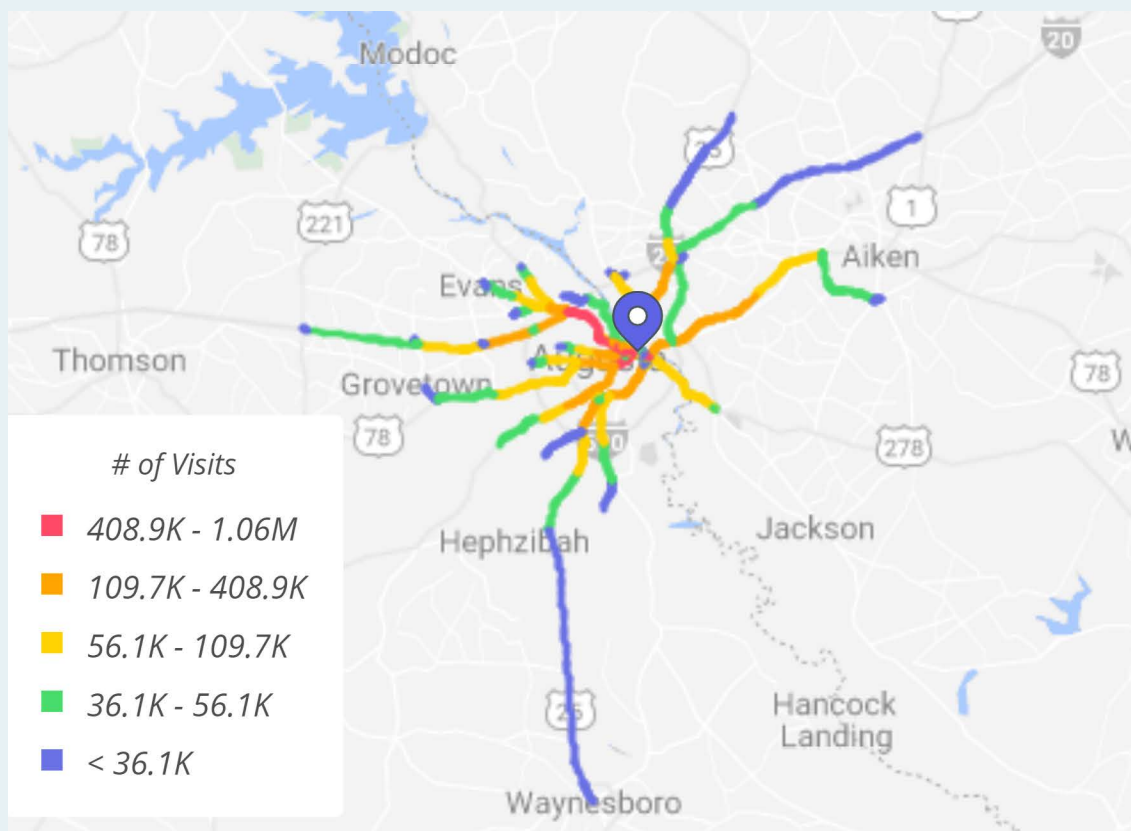 Modoc
20
25
1
221
78
Aiken
Evans
Augusta
Thomson
Grovetown
78
78
278
# of Visits
Hephzibah
Jackson
408.9K - 1.06M
109.7K - 408.9K
56.1K - 109.7K
36.1K - 56.1K
< 36.1K
25
Hancock
Landing
Waynesboro